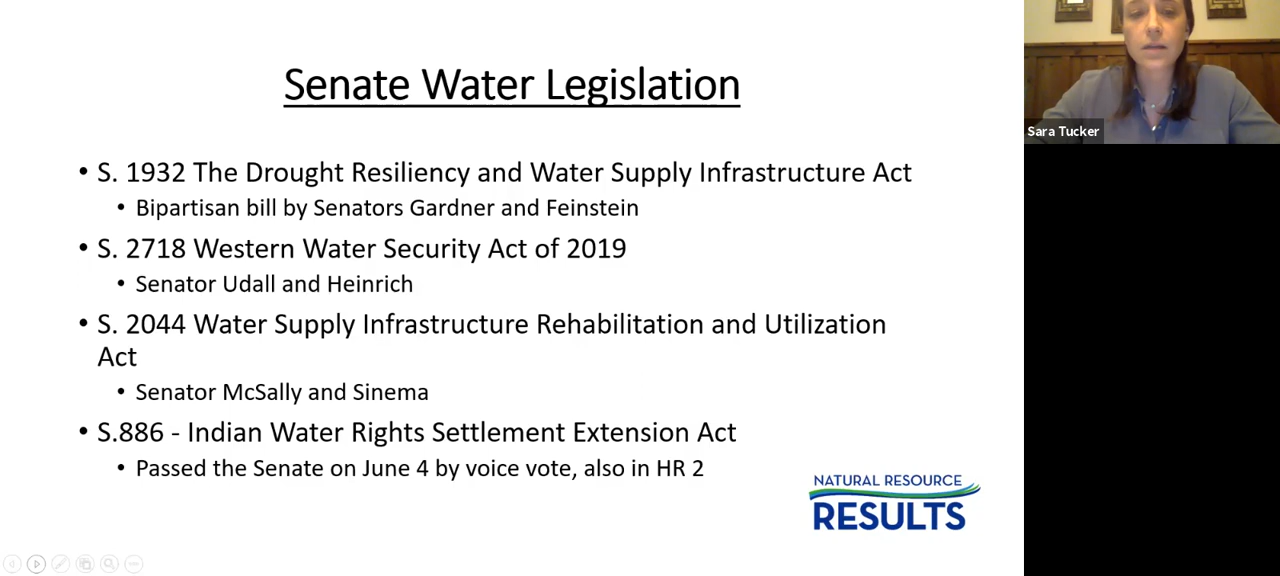 Senate Water Legislation
• S. 1932 The Drought Resiliency and Water Supply Infrastructure Act
• Bipartisan bill by Senators Gardner and Feinstein
• S. 2718 Western Water Security Act of 2019
• Senator Udall and Heinrich
• S. 2044 Water Supply Infrastructure Rehabilitation and Utilization
Act
• Senator McSally and Sinema
• S.886 - Indian Water Rights Settlement Extension Act
• Passed the Senate on June 4 by voice vote, also in HR 2
NATURAL RESOURCE
RESULTS
Sara Tucker